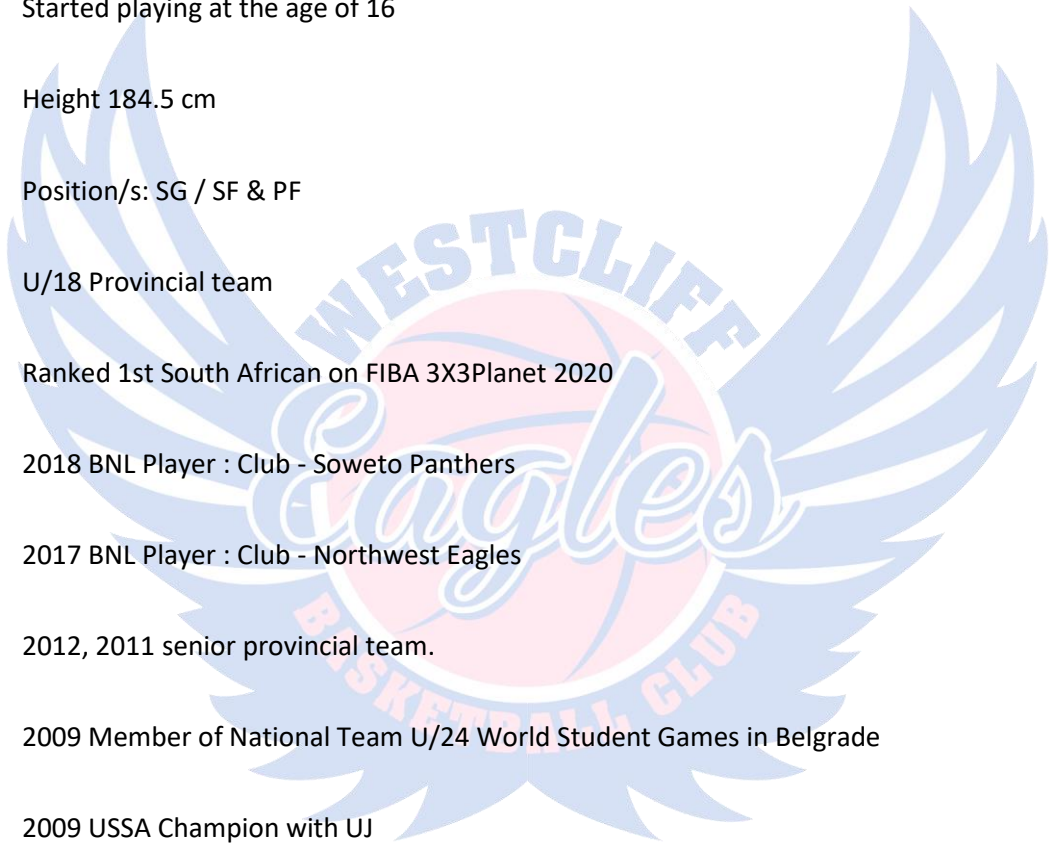 Started playing at the age of 16
Height 184.5 cm
Position/s: SG / SF & PF
U/18 Provincial team
WESTCLIFF
Ranked 1st South African on FIBA 3X3Planet 2020
Eagles
2018 BNL Player : Club - Soweto Panthers
2017 BNL Player : Club - Northwest Eagles
BASKETBALL CLUB
2012, 2011 senior provincial team.
2009 Member of National Team U/24 World Student Games in Belgrade
2009 USSA Champion with UJ